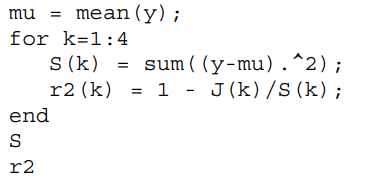 mu = mean(y);
for k=1:4
   S(k) = sum((y-mu).^2);
   r2(k) = 1 - J(k)/S(k);
end
S
r2